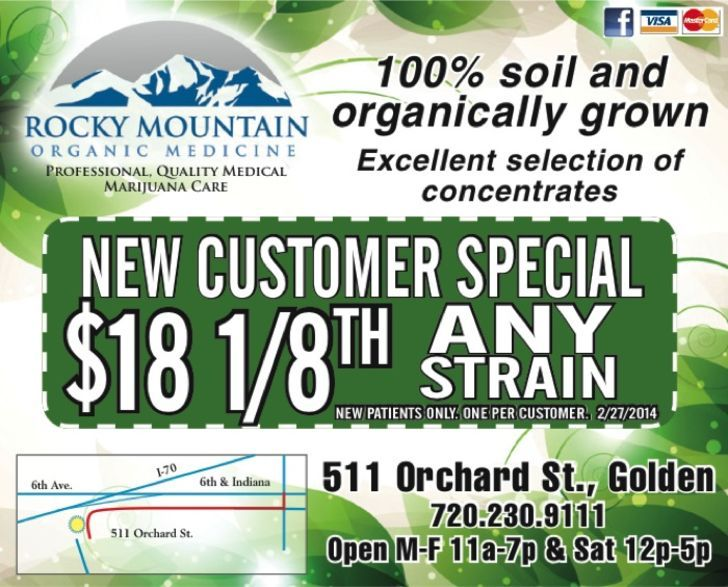 f VISA MasterCard
ROCKY MOUNTAIN
ORGANIC MEDICINE
PROFESSIONAL, QUALITY MEDICAL
MARIJUANA CARE
100% soil and
organically grown
Excellent selection of
concentrates
NEW CUSTOMER SPECIAL
$18 1/8TH ANY
STRAIN
NEW PATIENTS ONLY. ONE PER CUSTOMER. 2/27/2014
I-70
6th Ave.
6th & Indiana
511 Orchard St.
511 Orchard St., Golden
720.230.9111
Open M-F 11a-7p & Sat 12p-5p